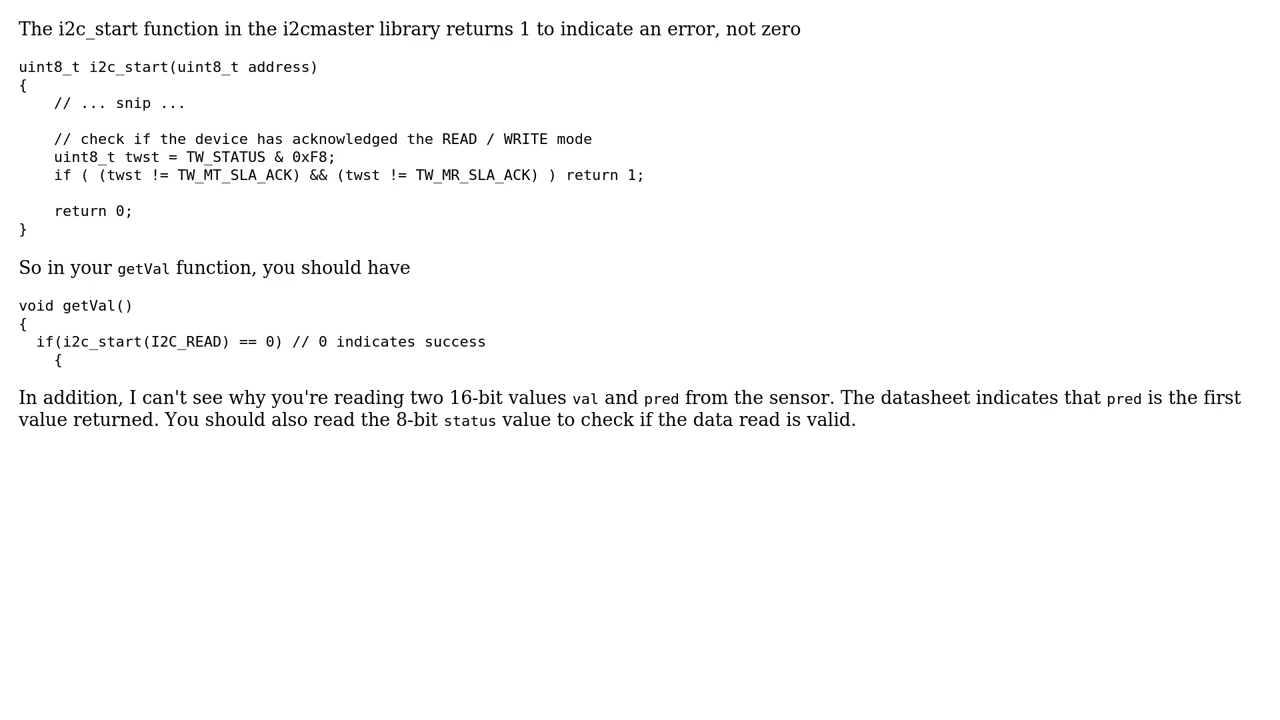 The i2c_start function in the i2cmaster library returns 1 to indicate an error, not zero
uint8_t i2c_start(uint8_t address)
{
    // ... snip ...
    // check if the device has acknowledged the READ / WRITE mode
    uint8_t twst = TW_STATUS & 0xF8;
    if ( (twst != TW_MT_SLA_ACK) && (twst != TW_MR_SLA_ACK) ) return 1;
    return 0;
}
So in your getVal function, you should have
void getVal()
{
  if(i2c_start(I2C_READ) == 0) // 0 indicates success
    {
In addition, I can't see why you're reading two 16-bit values val and pred from the sensor. The datasheet indicates that pred is the first
value returned. You should also read the 8-bit status value to check if the data read is valid.